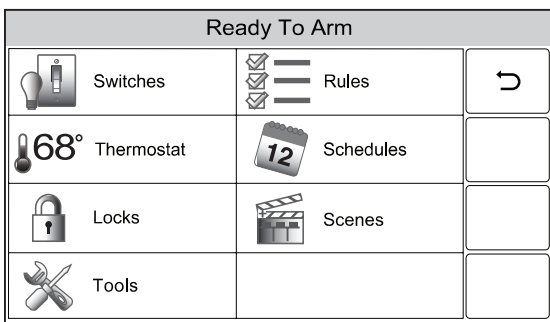 Ready To Arm
Switches
Rules
68° Thermostat
12 Schedules
Locks
Scenes
Tools